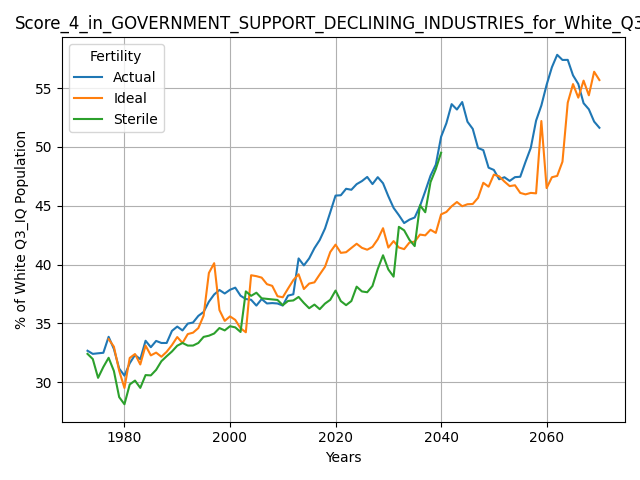 Score_4_in_GOVERNMENT_SUPPORT_DECLINING_INDUSTRIES_for_White_Q3
Fertility
Actual
Ideal
Sterile
% of White Q3_IQ Population
55
50
45
40
35
30
1980 2000 2020 2040 2060
Years